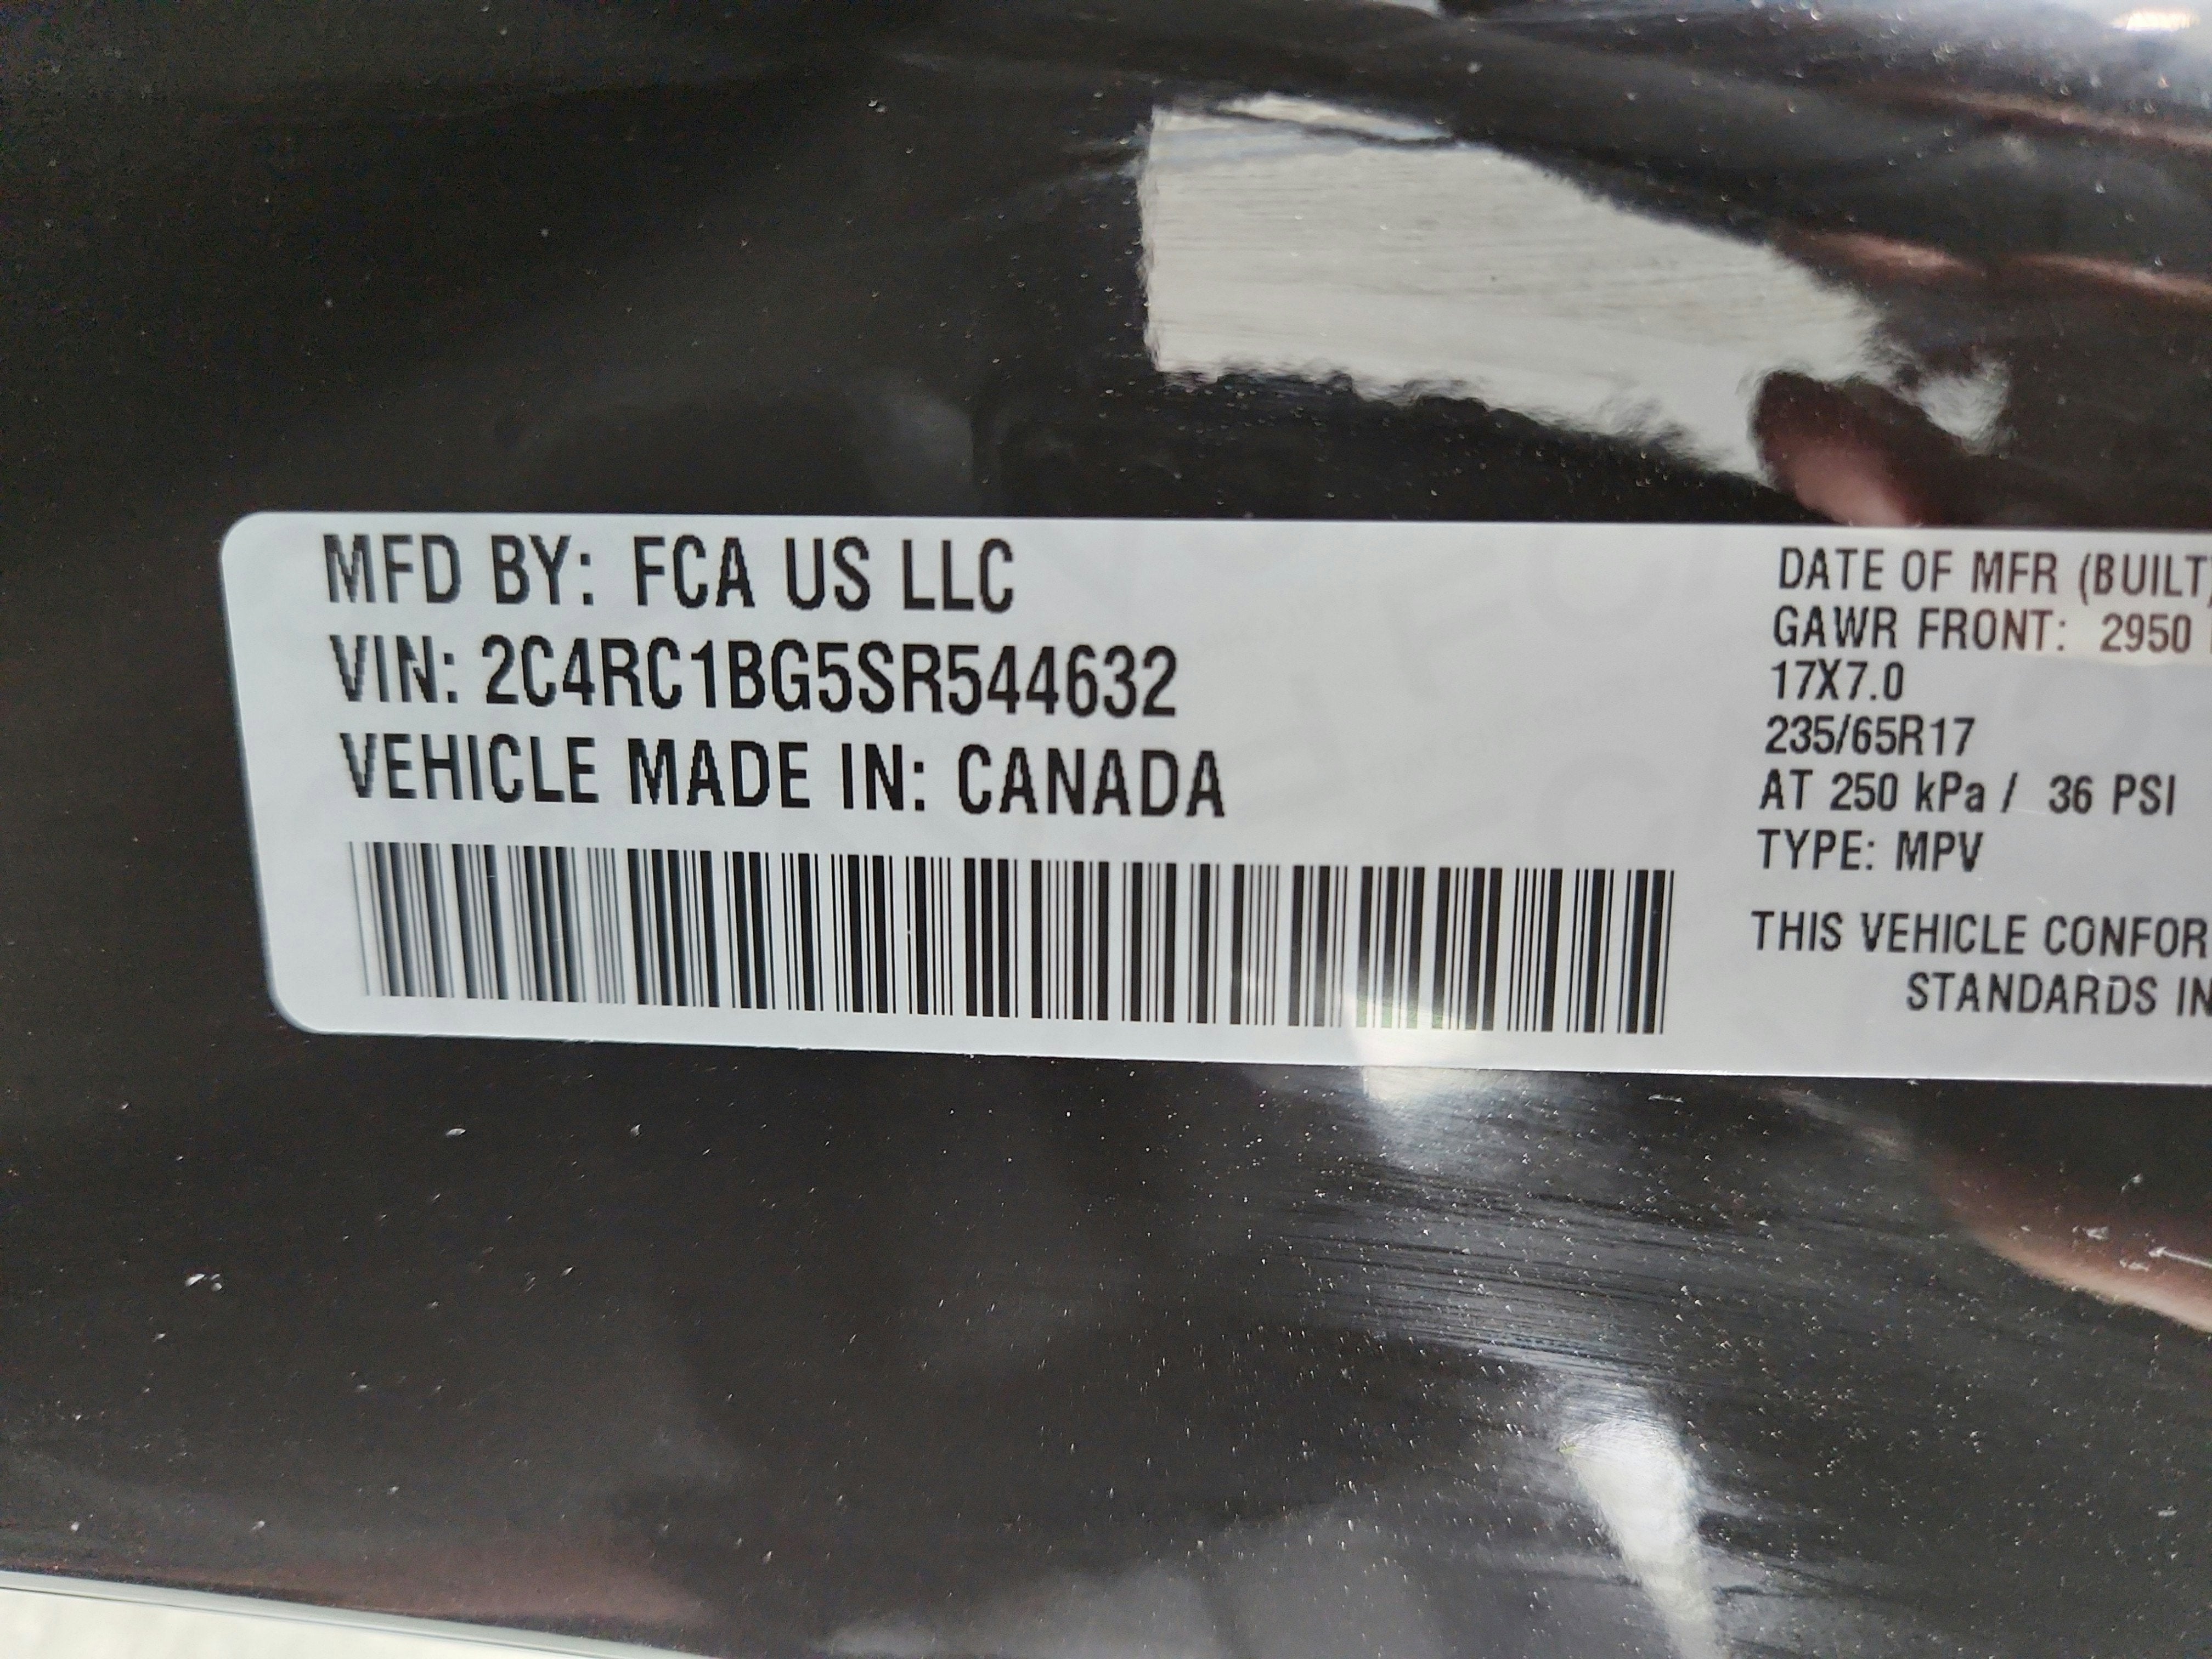 MFD BY: FCA US LLC
VIN: 2C4RC1BG5SR544632
VEHICLE MADE IN: CANADA
DATE OF MFR (BUILT)
GAWR FRONT: 2950
17X7.0
235/65R17
AT 250 kPa / 36 PSI
TYPE: MPV
THIS VEHICLE CONFOR
STANDARDS IN